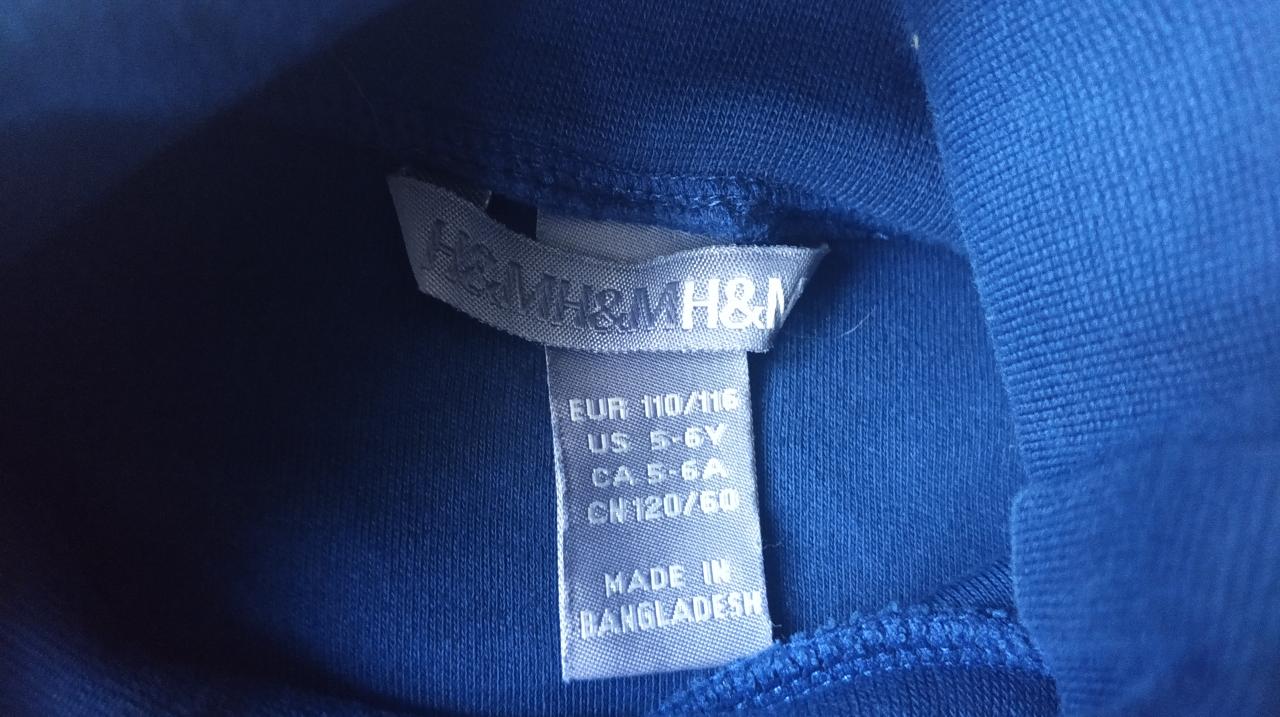 H&MH&MH&M
EUR 110/116
US 5-6Y
CA 5-6A
CN 120/60
MADE IN
BANGLADESH